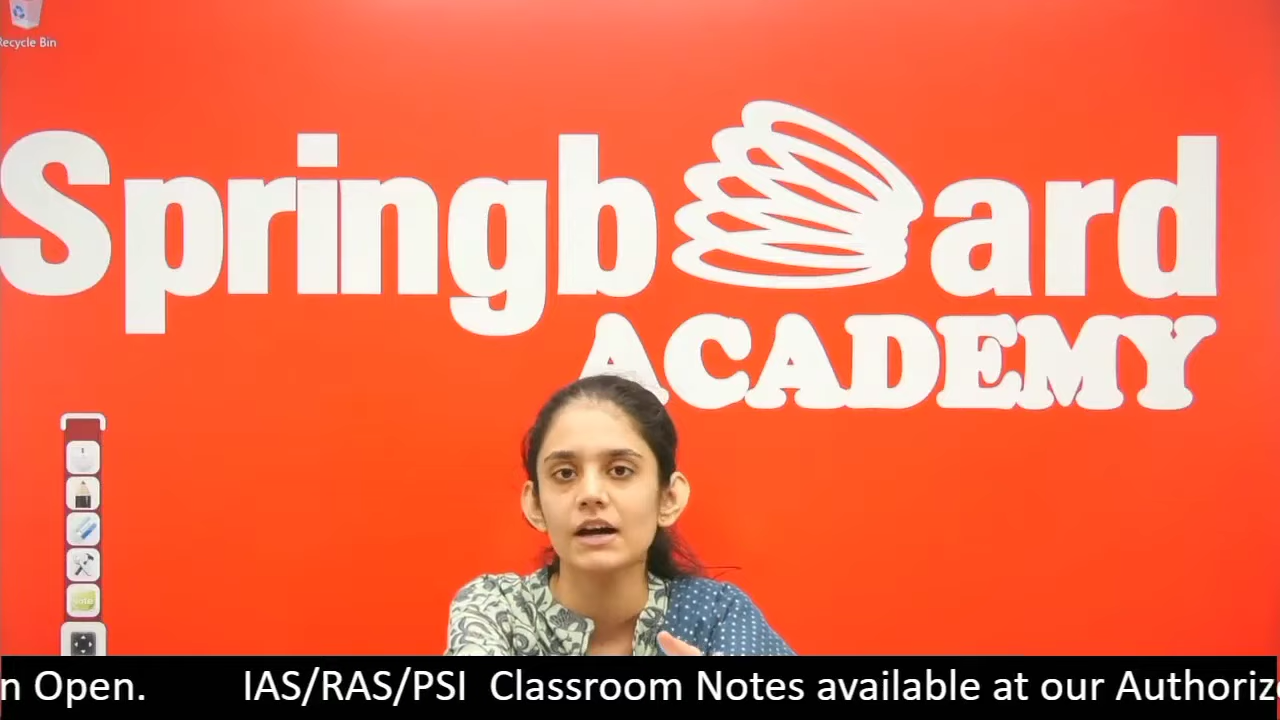 Recycle Bin
Springboard
ACADEMY
n Open. IAS/RAS/PSI Classroom Notes available at our Authoriz